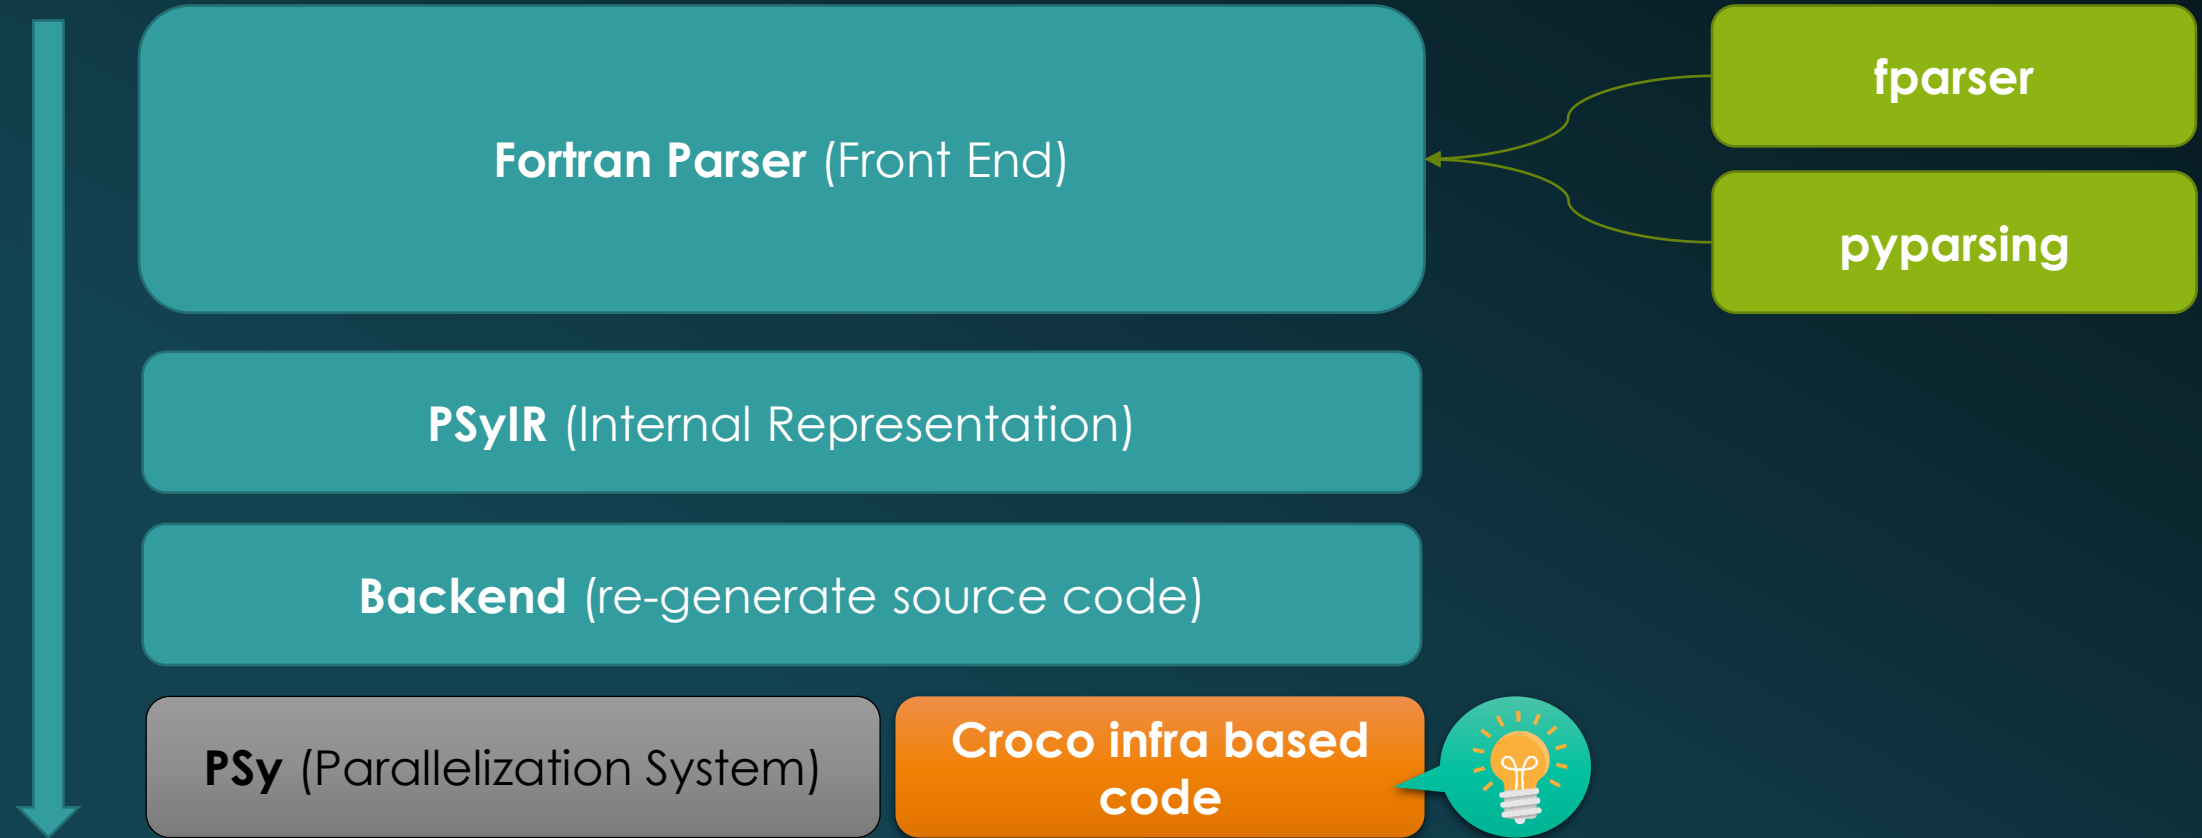 Fortran Parser (Front End)
fparser
pyparsing
PSyIR (Internal Representation)
Backend (re-generate source code)
PSy (Parallelization System)
Croco infra based
code